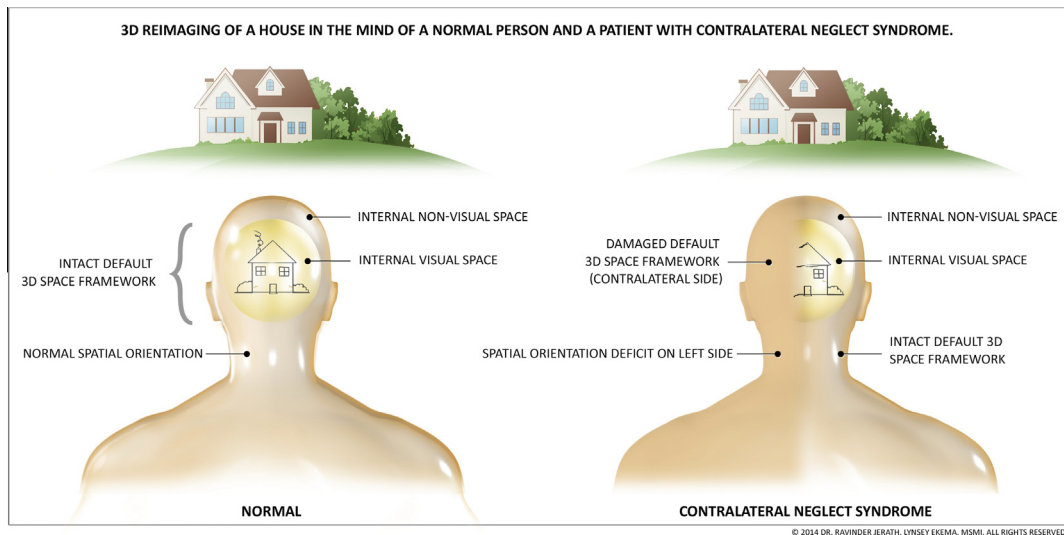 3D REIMAGING OF A HOUSE IN THE MIND OF A NORMAL PERSON AND A PATIENT WITH CONTRALATERAL NEGLECT SYNDROME.
INTERNAL NON-VISUAL SPACE
INTERNAL VISUAL SPACE
INTACT DEFAULT
3D SPACE FRAMEWORK
NORMAL SPATIAL ORIENTATION
NORMAL
INTERNAL NON-VISUAL SPACE
DAMAGED DEFAULT
3D SPACE FRAMEWORK
(CONTRALATERAL SIDE)
INTERNAL VISUAL SPACE
SPATIAL ORIENTATION DEFICIT ON LEFT SIDE
INTACT DEFAULT 3D
SPACE FRAMEWORK
CONTRALATERAL NEGLECT SYNDROME
© 2014 DR. RAVINDER JERATH, LYNSEY EKEMA, MSMI. ALL RIGHTS RESERVED